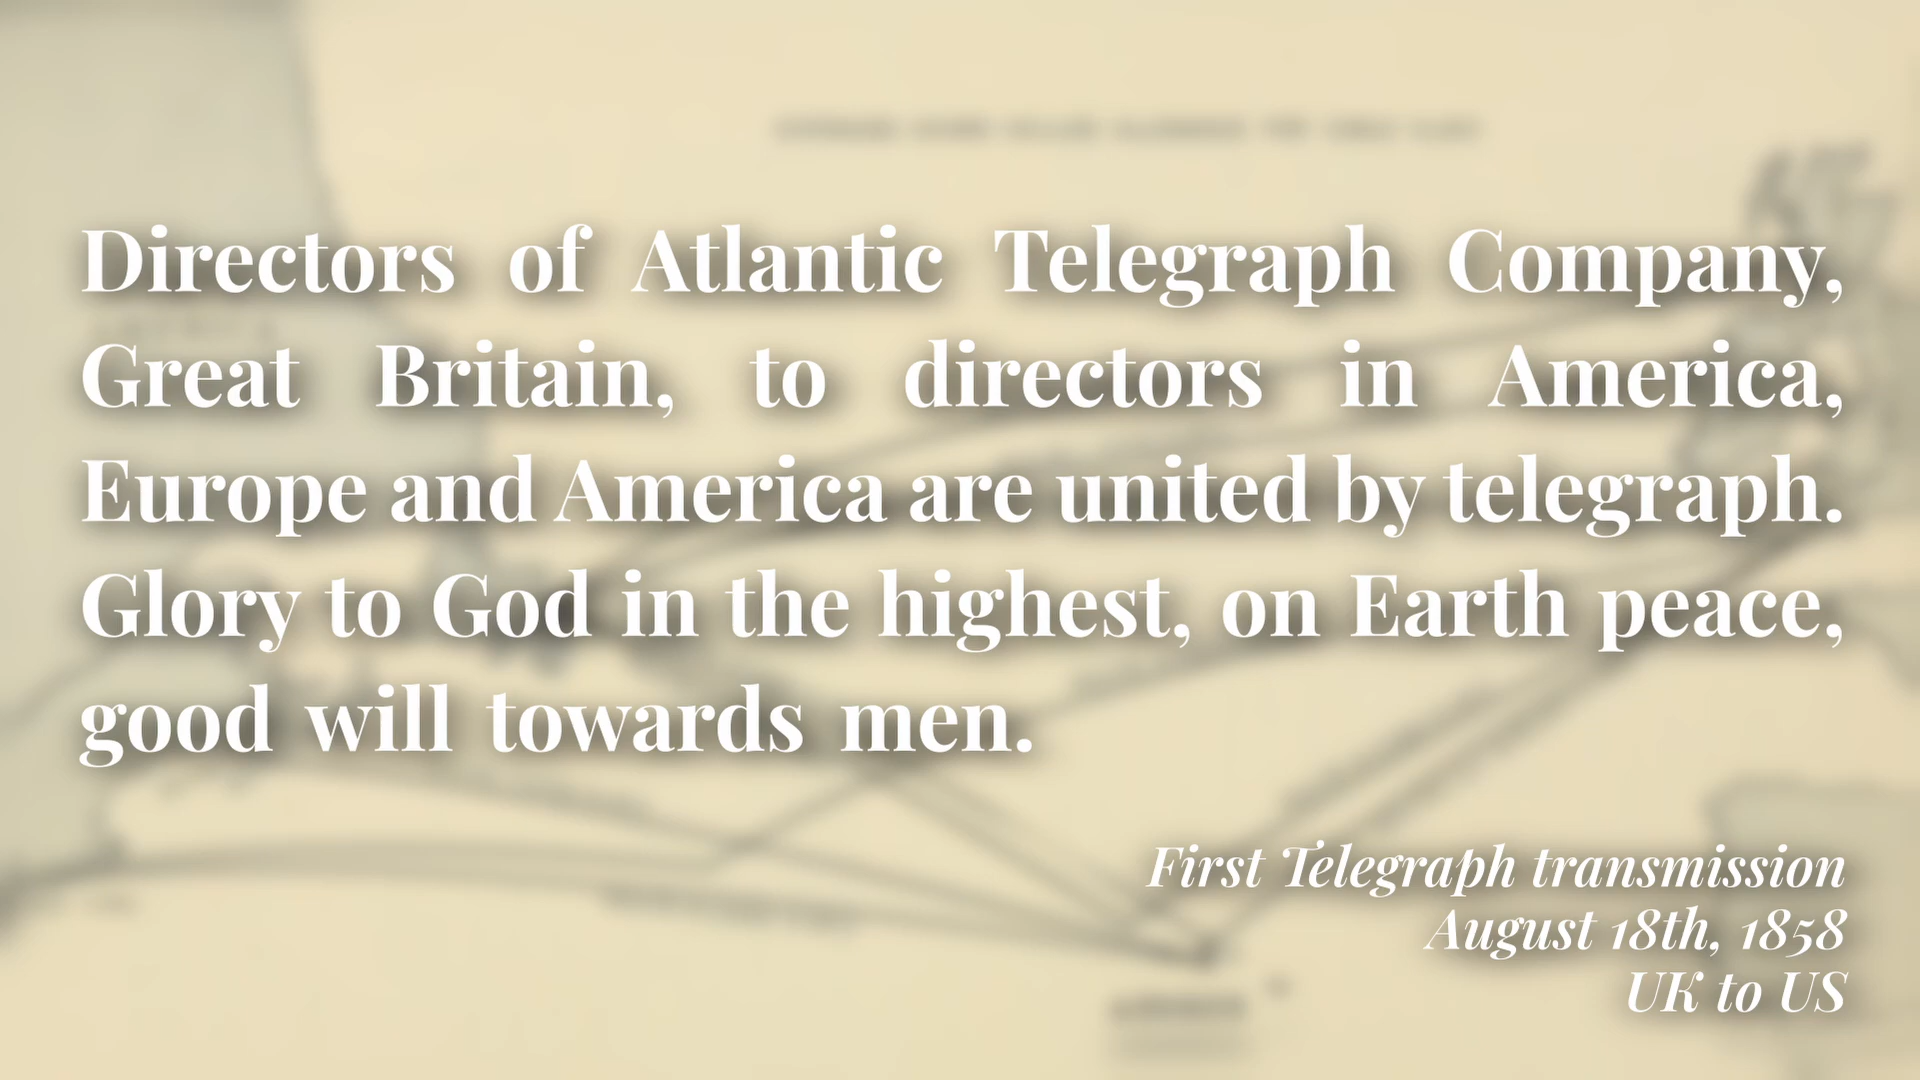 Directors of Atlantic Telegraph Company,
Great Britain, to directors in America,
Europe and America are united by telegraph.
Glory to God in the highest, on Earth peace,
good will towards men.
First Telegraph transmission
August 18th, 1858
UK to US